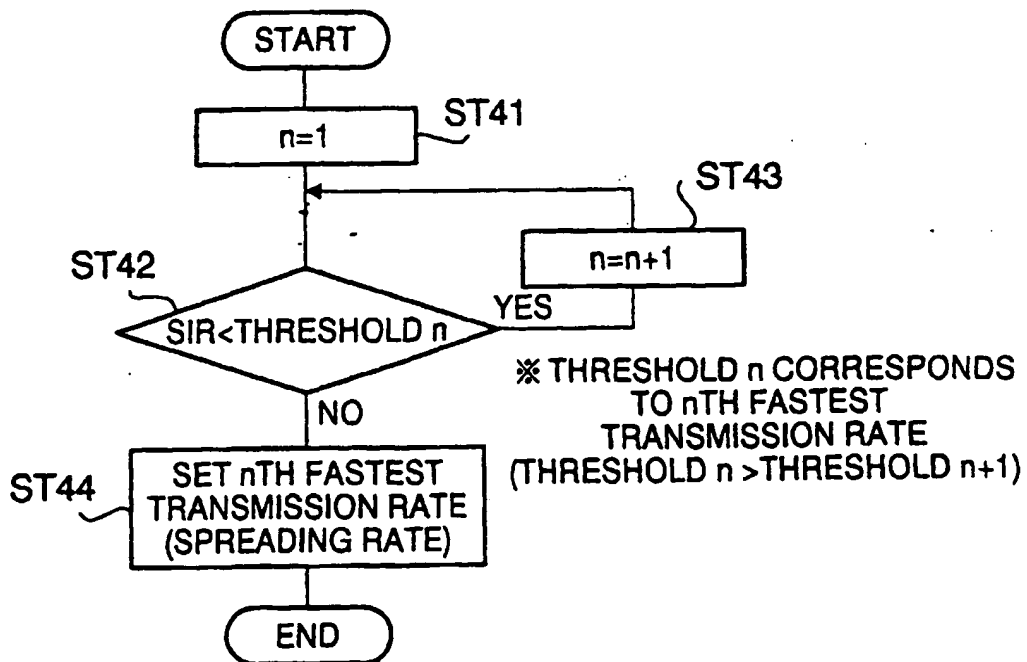 START
ST41
n=1
ST43
n=n+1
ST42
SIR<THRESHOLD n
YES
NO
※ THRESHOLD n CORRESPONDS
TO nTH FASTEST
TRANSMISSION RATE
(THRESHOLD n >THRESHOLD n+1)
ST44
SET nTH FASTEST
TRANSMISSION RATE
(SPREADING RATE)
END